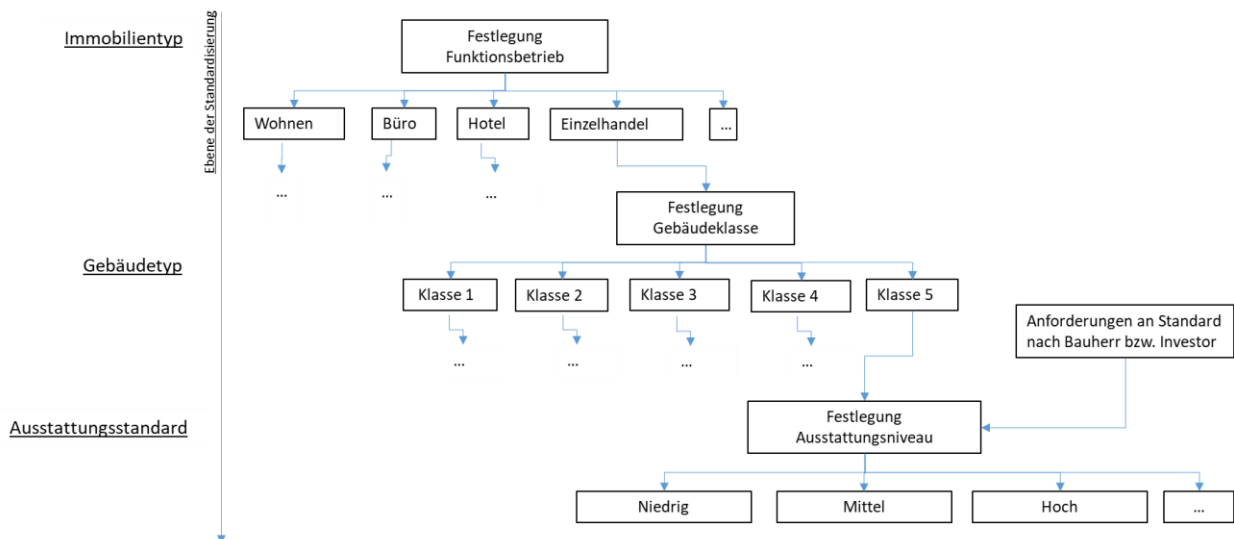 Ebene der Standardisierung
Immobilientyp
Festlegung
Funktionsbetrieb
Wohnen
Büro
Hotel
Einzelhandel
...
...
...
...
Festlegung
Gebäudeklasse
Gebäudetyp
Klasse 1
Klasse 2
Klasse 3
Klasse 4
Klasse 5
...
...
...
...
Anforderungen an Standard
nach Bauherr bzw. Investor
Ausstattungsstandard
Festlegung
Ausstattungsniveau
Niedrig
Mittel
Hoch
...